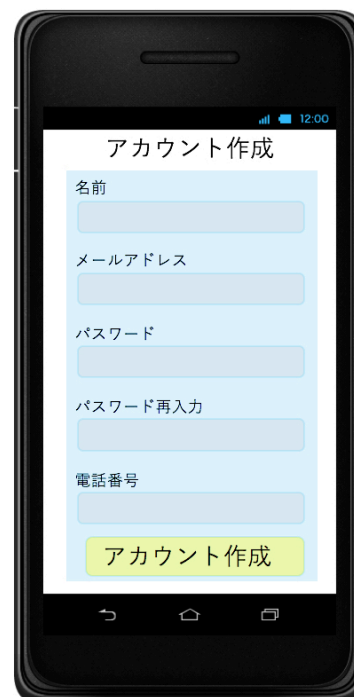 12:00
アカウント作成
名前
メールアドレス
パスワード
パスワード再入力
電話番号
アカウント作成